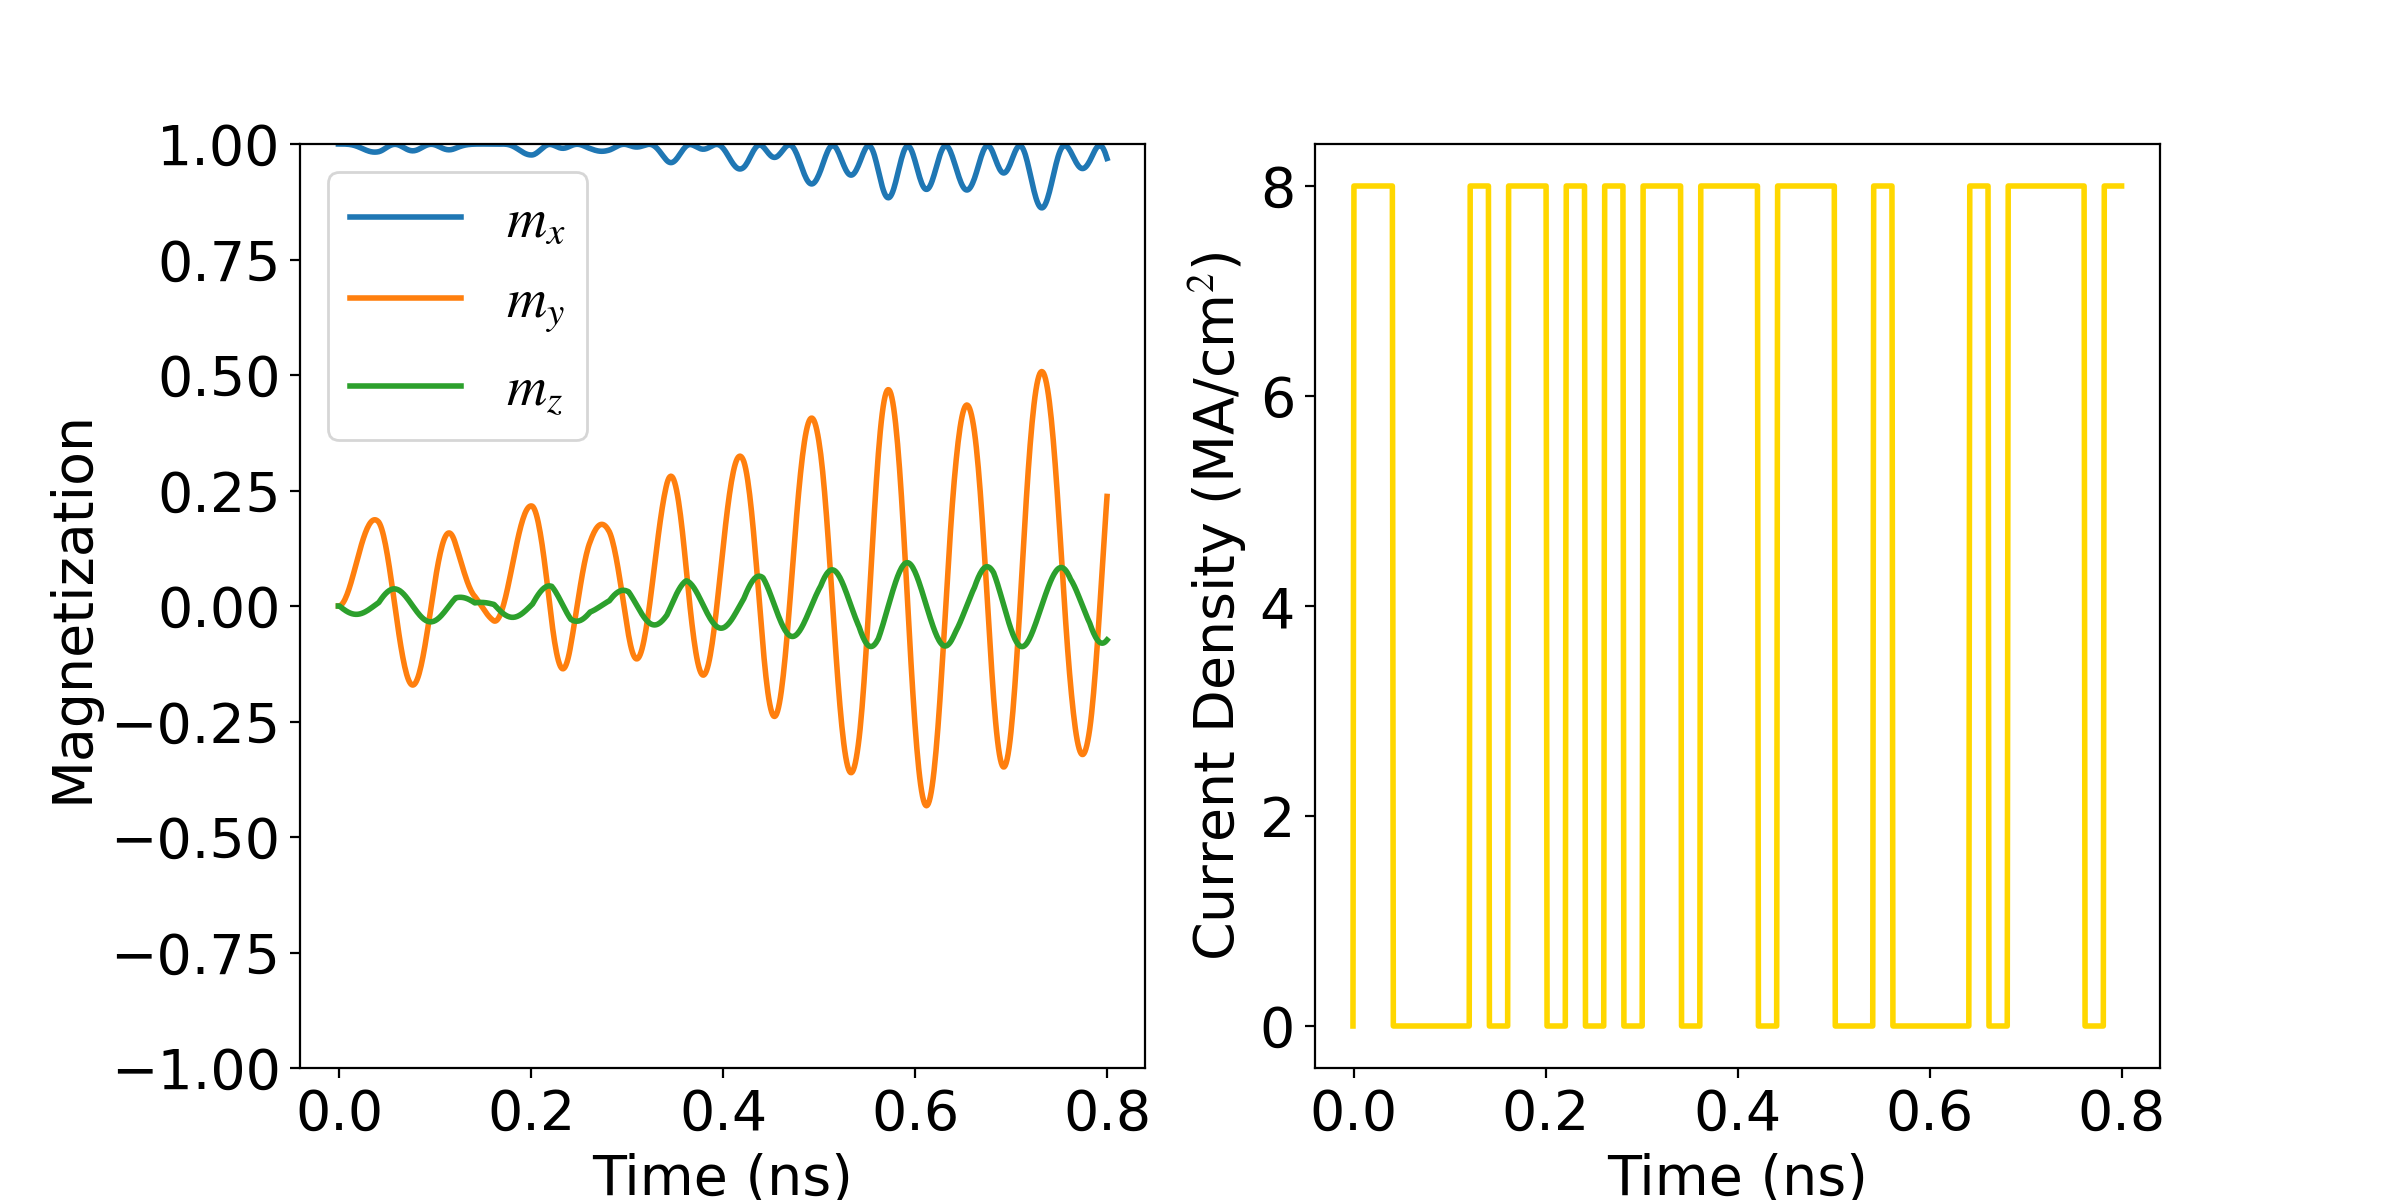 1.00
0.75
0.50
0.25
0.00
−0.25
−0.50
−0.75
−1.00
Magnetization
m_x
m_y
m_z
0.0 0.2 0.4 0.6 0.8
Time (ns)
8
6
4
2
0
Current Density (MA/cm²)
0.0 0.2 0.4 0.6 0.8
Time (ns)